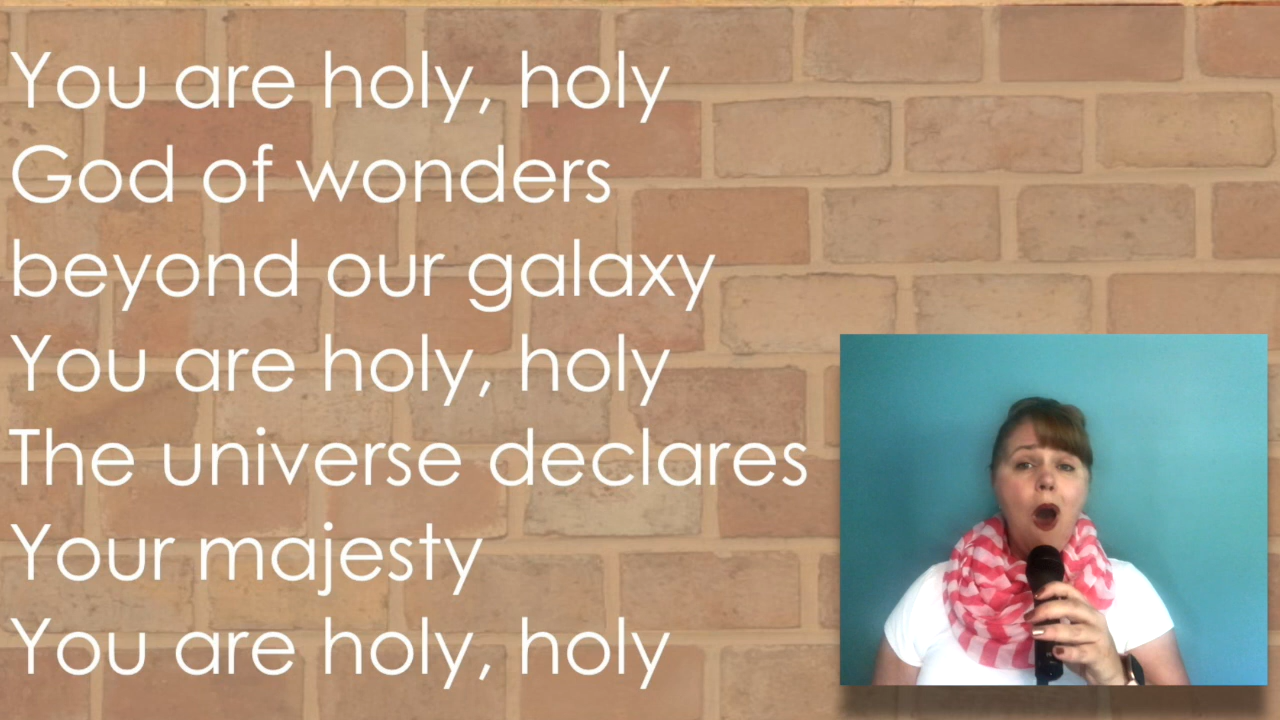 You are holy, holy
God of wonders
beyond our galaxy
You are holy, holy
The universe declares
Your majesty
You are holy, holy